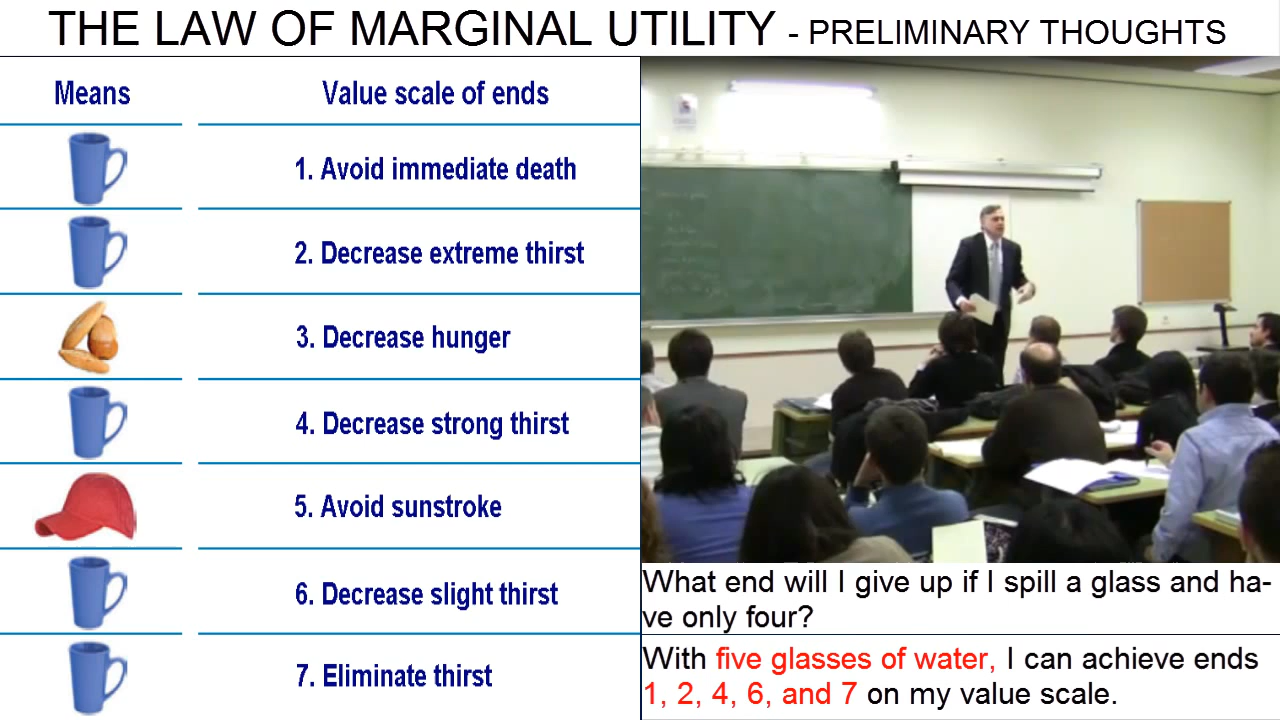 THE LAW OF MARGINAL UTILITY - PRELIMINARY THOUGHTS
Means
Value scale of ends
1. Avoid immediate death
2. Decrease extreme thirst
3. Decrease hunger
4. Decrease strong thirst
5. Avoid sunstroke
6. Decrease slight thirst
7. Eliminate thirst
What end will I give up if I spill a glass and ha-
ve only four?
With five glasses of water, I can achieve ends
1, 2, 4, 6, and 7 on my value scale.